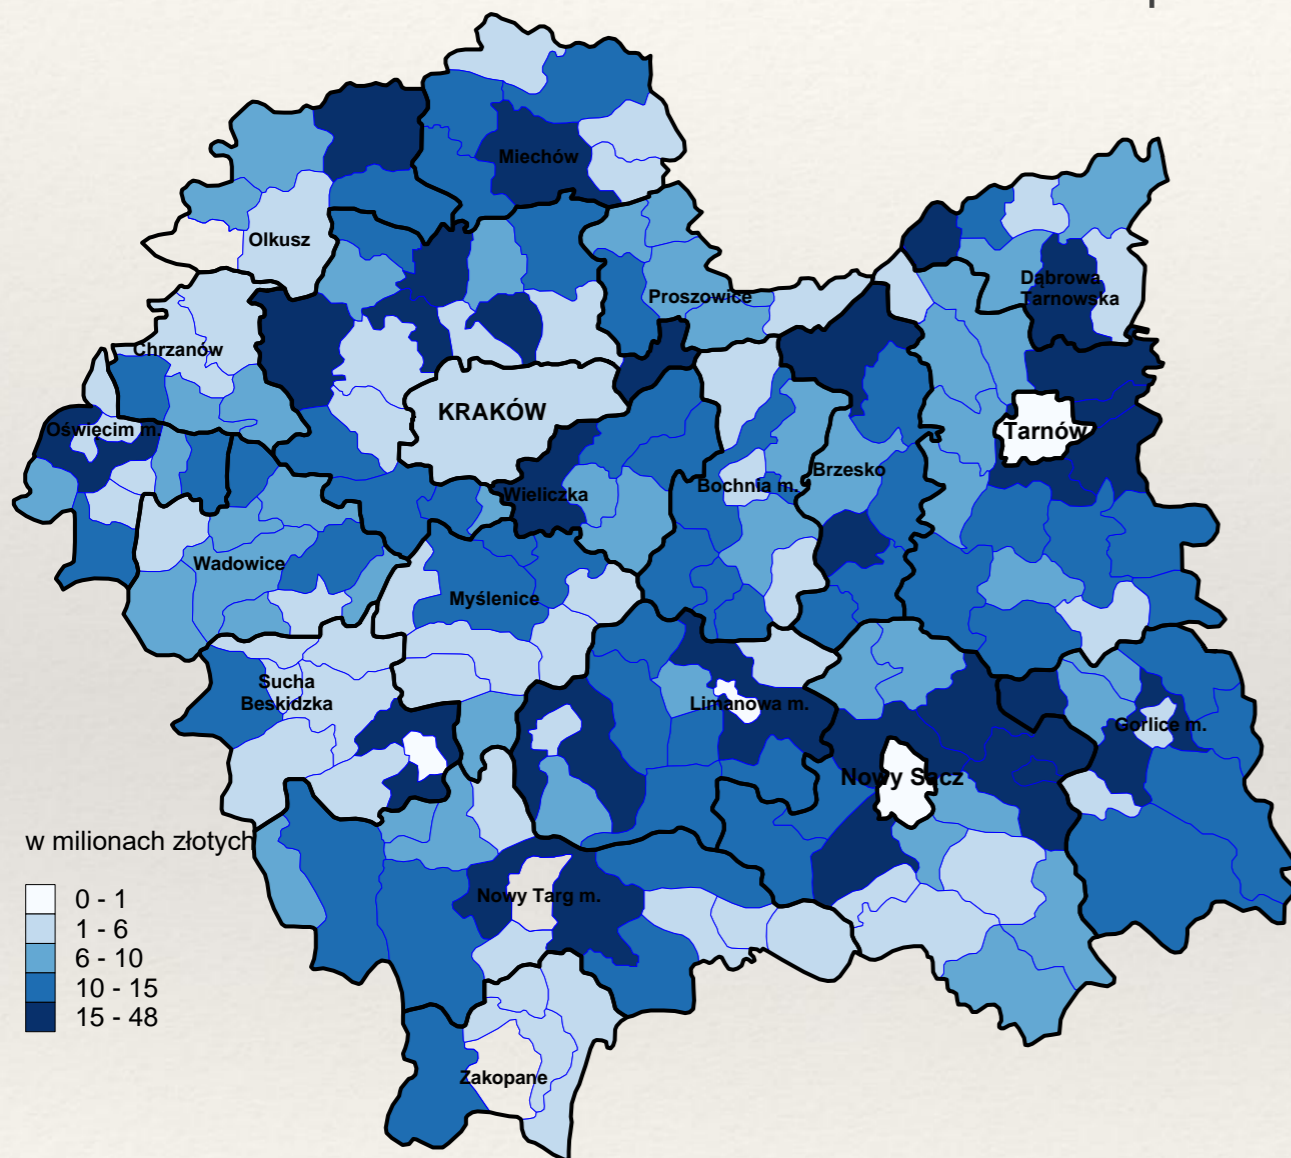 Miechów
Olkusz
Dąbrowa
Tarnowska
Proszowice
Chrzanów
KRAKÓW
Oświęcim m.
Tarnów
Brzesko
Bochnia m.
Wieliczka
Wadowice
Myślenice
Sucha
Beskidzka
Limanowa m.
Gorlice m.
Nowy Sącz
w milionach złotych
Nowy Targ m.
0 - 1
1 - 6
6 - 10
10 - 15
15 - 48
Zakopane